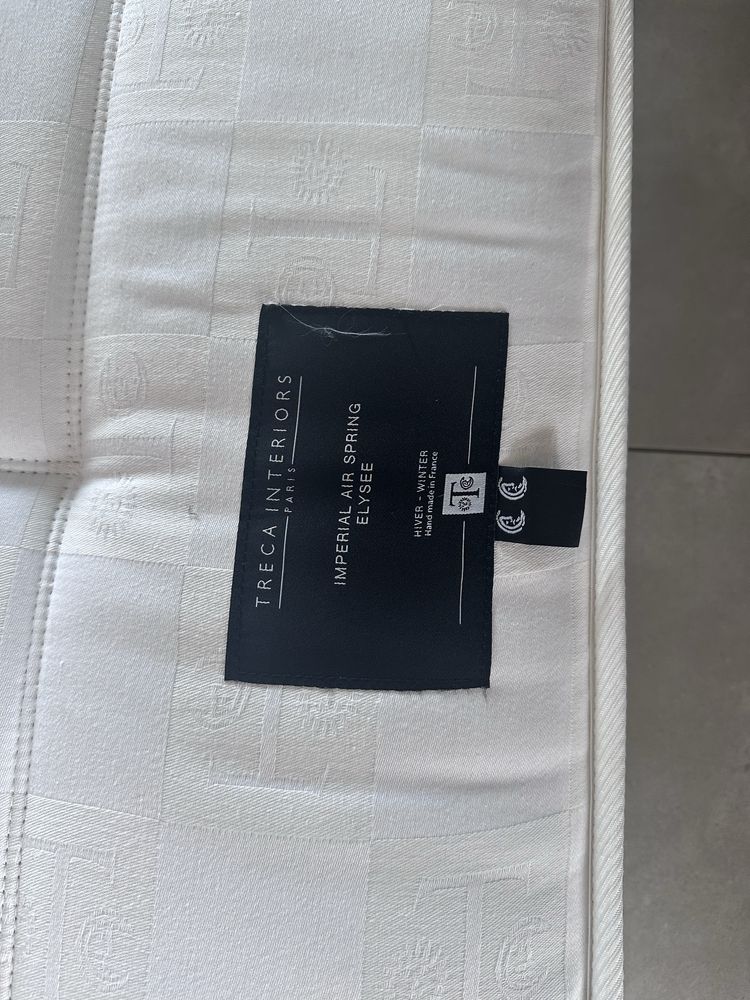 TRECA INTERIORS
PARIS
IMPERIAL AIR SPRING
ELYSEE
HIVER - WINTER
Hand made in France
T